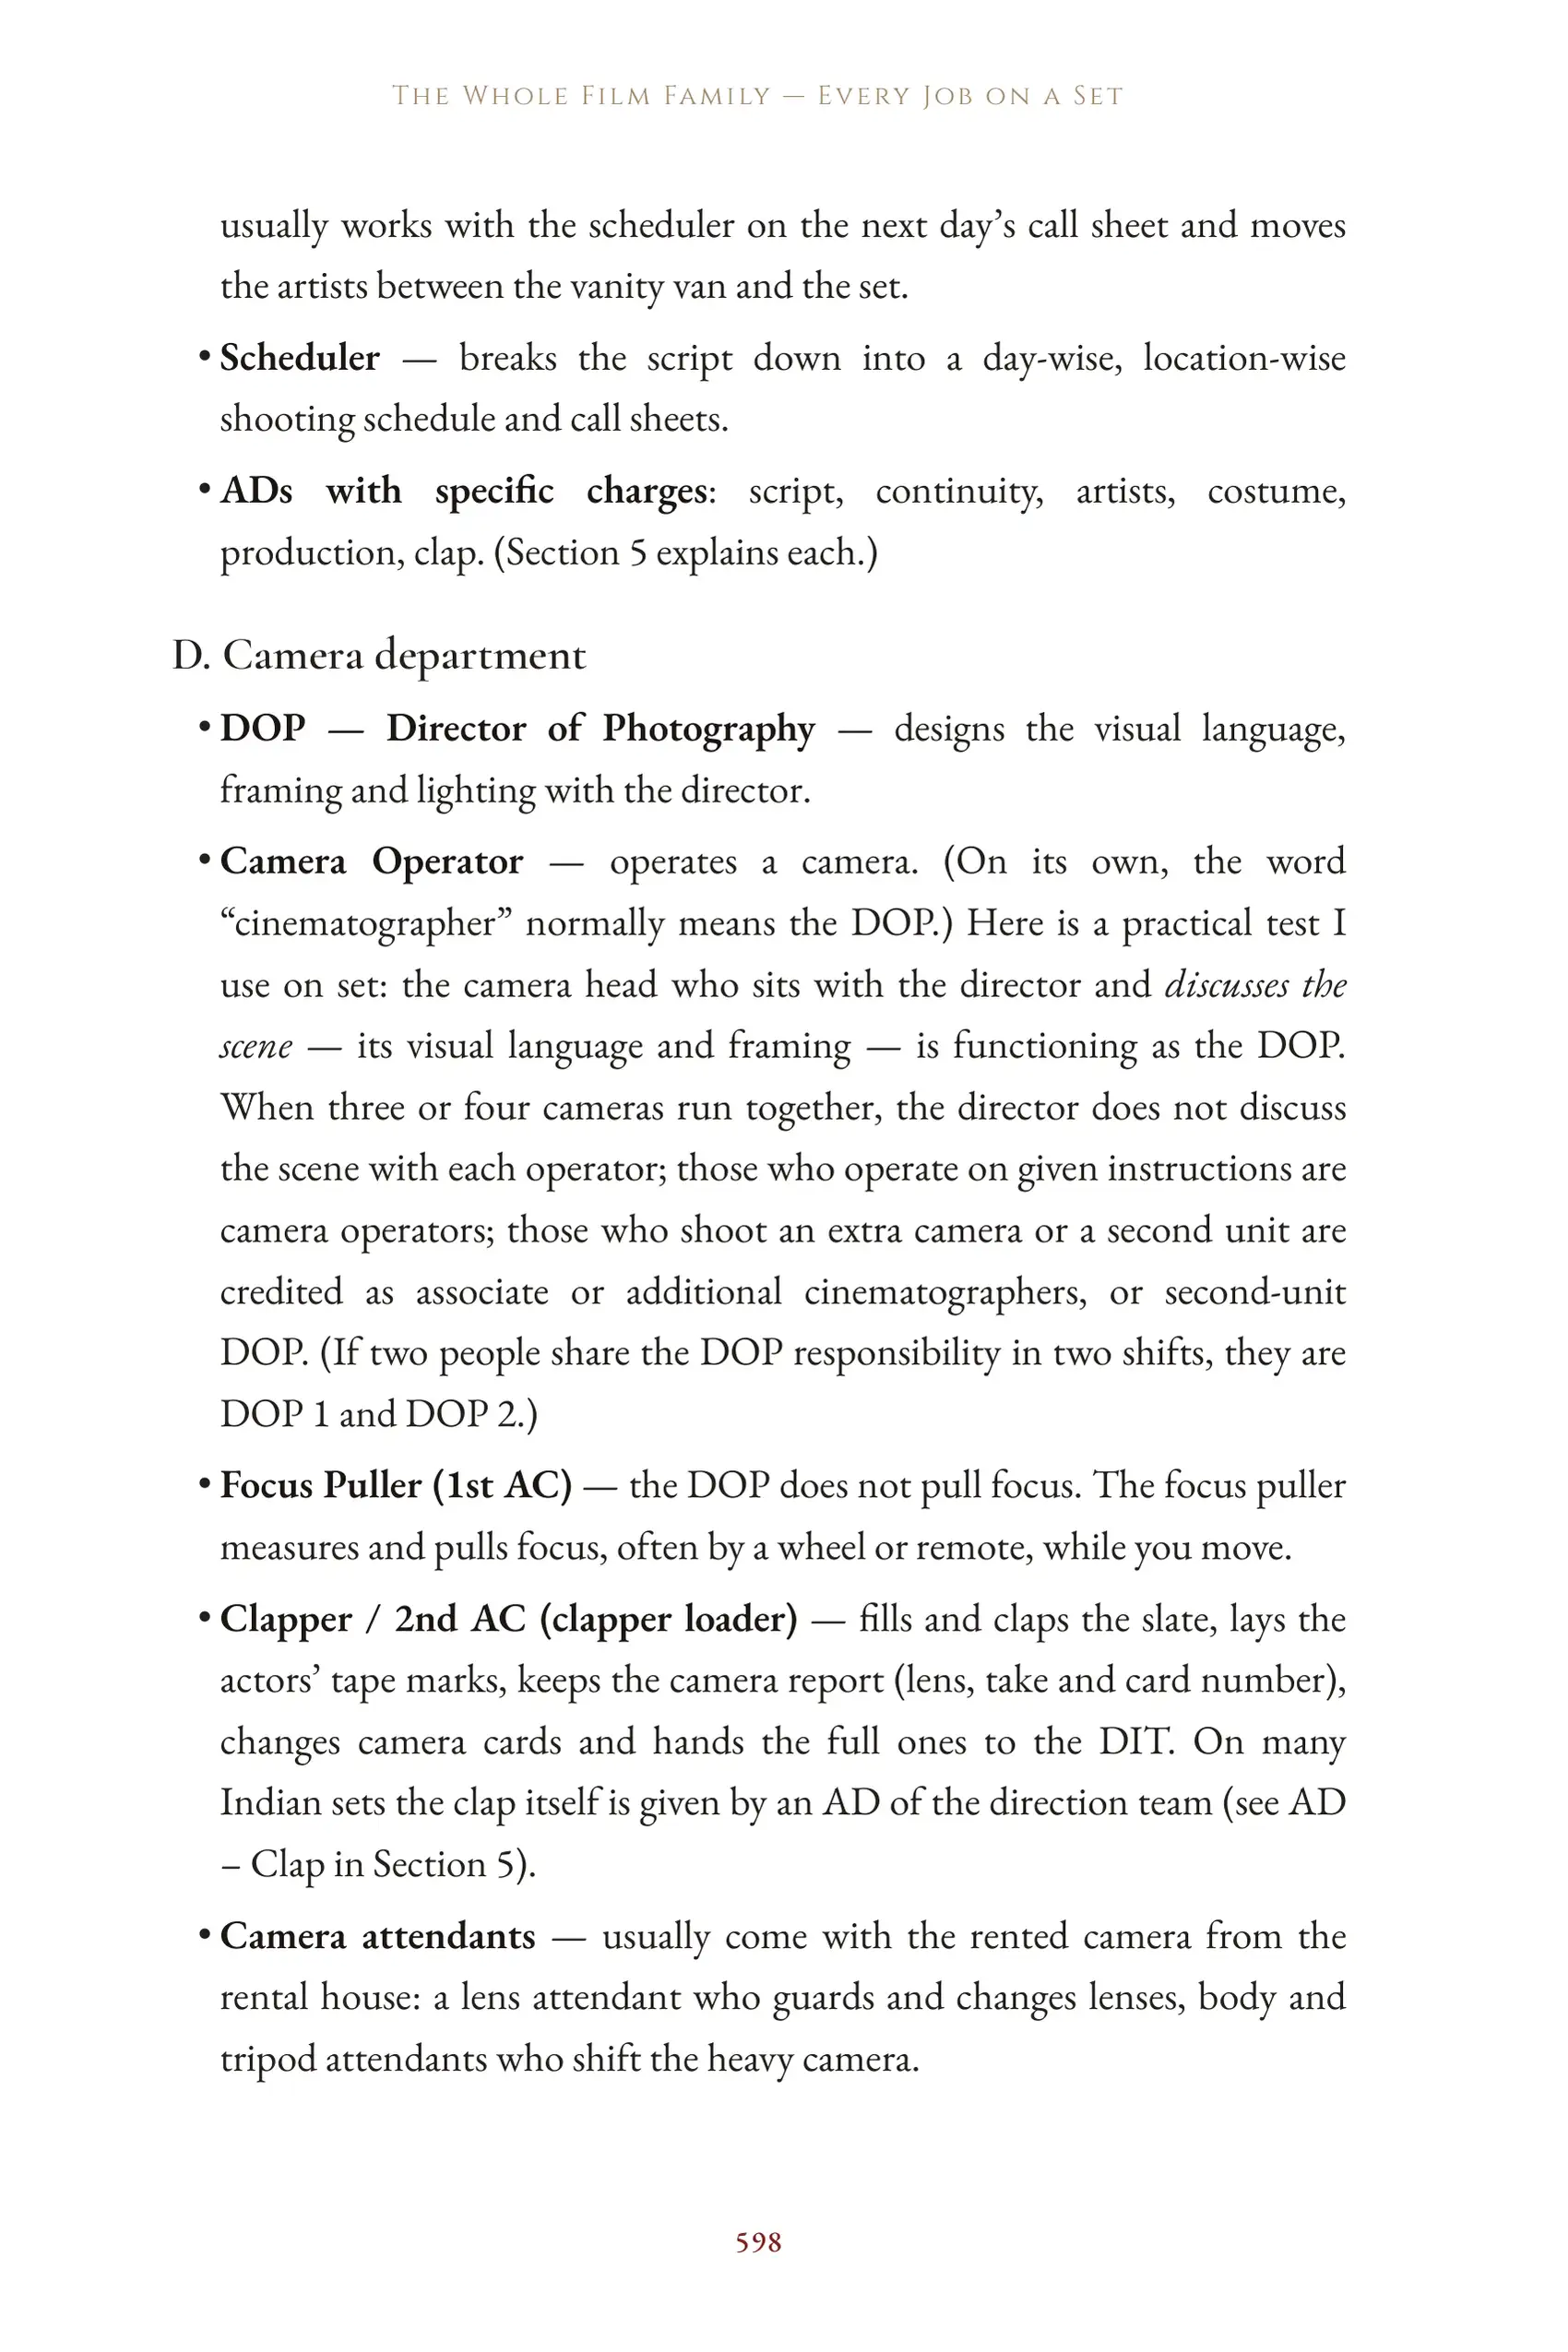 The Whole Film Family — Every Job on a Set
usually works with the scheduler on the next day’s call sheet and moves
the artists between the vanity van and the set.
• Scheduler — breaks the script down into a day-wise, location-wise
shooting schedule and call sheets.
• ADs with specific charges: script, continuity, artists, costume,
production, clap. (Section 5 explains each.)
D. Camera department
• DOP — Director of Photography — designs the visual language,
framing and lighting with the director.
• Camera Operator — operates a camera. (On its own, the word
“cinematographer” normally means the DOP.) Here is a practical test I
use on set: the camera head who sits with the director and discusses the
scene — its visual language and framing — is functioning as the DOP.
When three or four cameras run together, the director does not discuss
the scene with each operator; those who operate on given instructions are
camera operators; those who shoot an extra camera or a second unit are
credited as associate or additional cinematographers, or second-unit
DOP. (If two people share the DOP responsibility in two shifts, they are
DOP 1 and DOP 2.)
• Focus Puller (1st AC) — the DOP does not pull focus. The focus puller
measures and pulls focus, often by a wheel or remote, while you move.
• Clapper / 2nd AC (clapper loader) — fills and claps the slate, lays the
actors’ tape marks, keeps the camera report (lens, take and card number),
changes camera cards and hands the full ones to the DIT. On many
Indian sets the clap itself is given by an AD of the direction team (see AD
– Clap in Section 5).
• Camera attendants — usually come with the rented camera from the
rental house: a lens attendant who guards and changes lenses, body and
tripod attendants who shift the heavy camera.
598